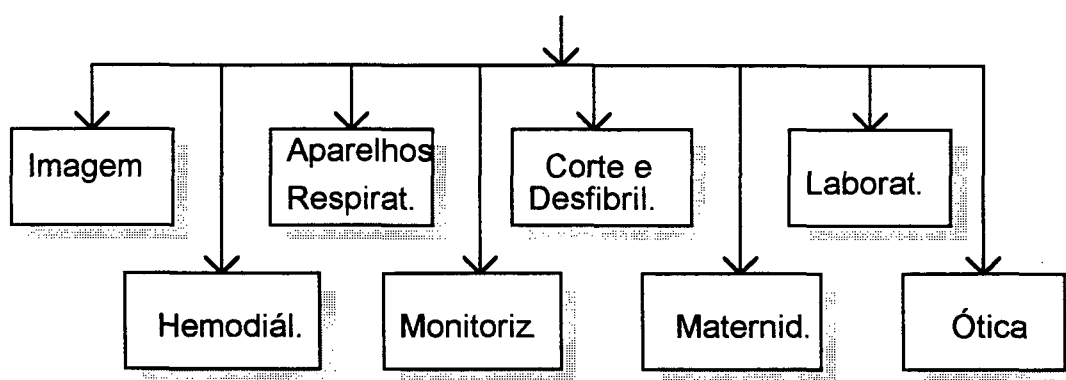 Imagem
Aparelhos
Respirat.
Corte e
Desfibril.
Laborat.
Hemodiál.
Monitoriz
Maternid.
Ótica